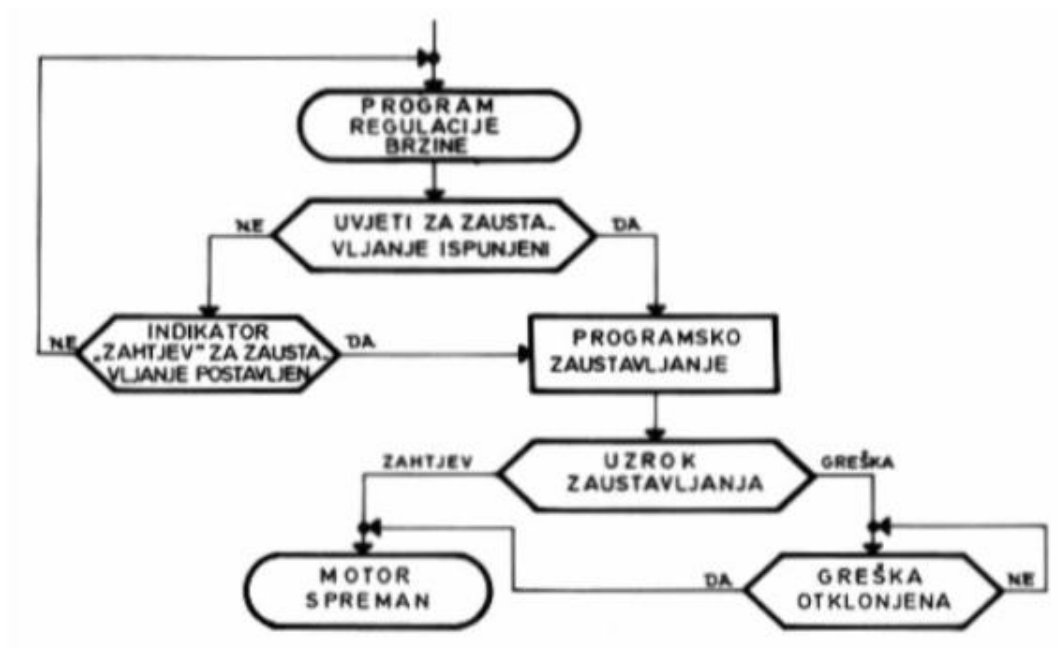 PROGRAM
REGULACIJE
BRZINE
NE
UVJETI ZA ZAUSTA-
VLJANJE ISPUNJENI
DA
NE
INDIKATOR
„ZAHTJEV" ZA ZAUSTA-
VLJANJE POSTAVLJEN
DA
PROGRAMSKO
ZAUSTAVLJANJE
ZAHTJEV
UZROK
ZAUSTAVLJANJA
GREŠKA
MOTOR
SPREMAN
DA
GREŠKA
OTKLONJENA
NE